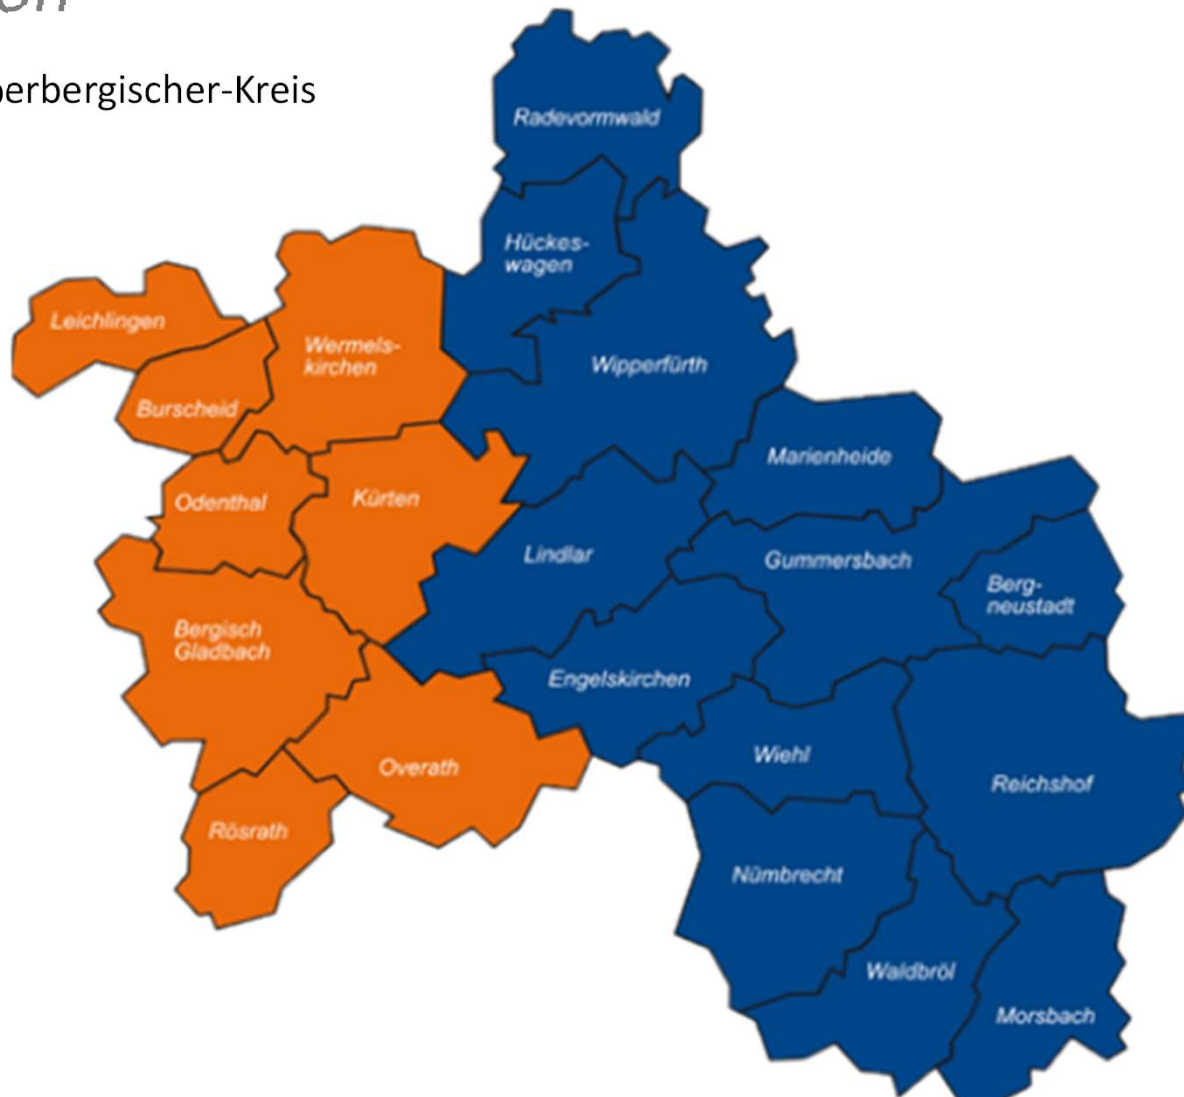 erbergischer-Kreis
Radevormwald
Hückes-
wagen
Leichlingen
Wermels-
kirchen
Wipperfürth
Burscheid
Marienheide
Odenthal
Kürten
Lindlar
Gummersbach
Berg-
neustadt
Bergisch
Gladbach
Engelskirchen
Wiehl
Overath
Reichshof
Rösrath
Nümbrecht
Waldbröl
Morsbach